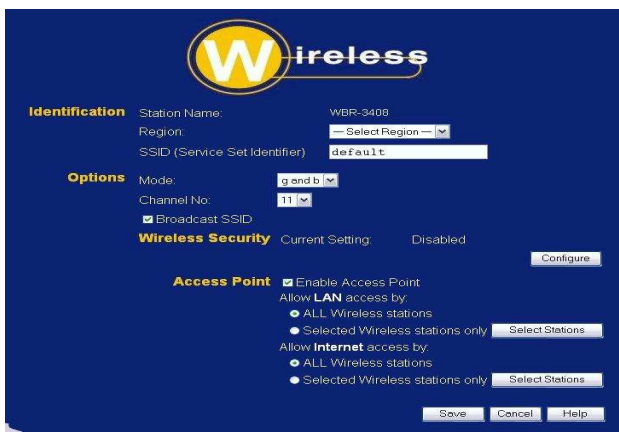 Wireless
Identification Station Name: WBR-3408
Region: — Select Region —
SSID (Service Set Identifier) default
Options Mode: g and b
Channel No: 11
Broadcast SSID
Wireless Security Current Setting: Disabled
Configure
Access Point Enable Access Point
Allow LAN access by:
ALL Wireless stations
Selected Wireless stations only Select Stations
Allow Internet access by:
ALL Wireless stations
Selected Wireless stations only Select Stations
Save Cancel Help